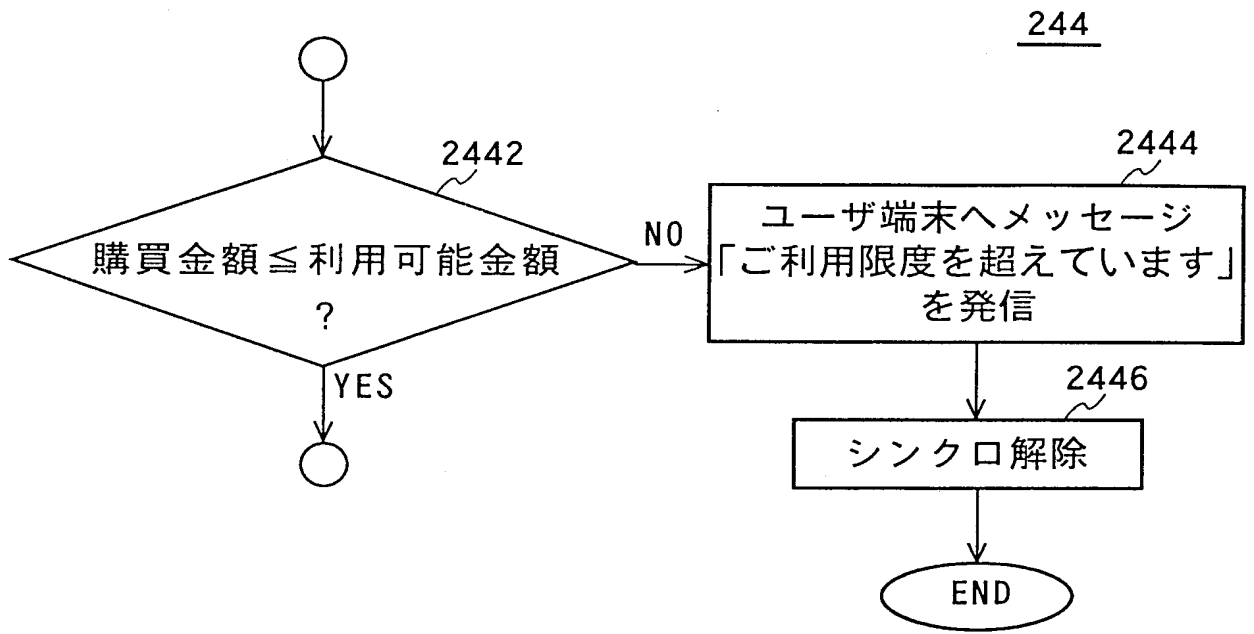 244
2442
購買金額≦利用可能金額
?
NO
YES
2444
ユーザ端末へメッセージ
「ご利用限度を超えています」
を発信
2446
シンクロ解除
END